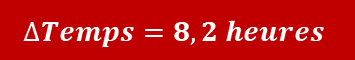 ΔTemps = 8, 2 heures